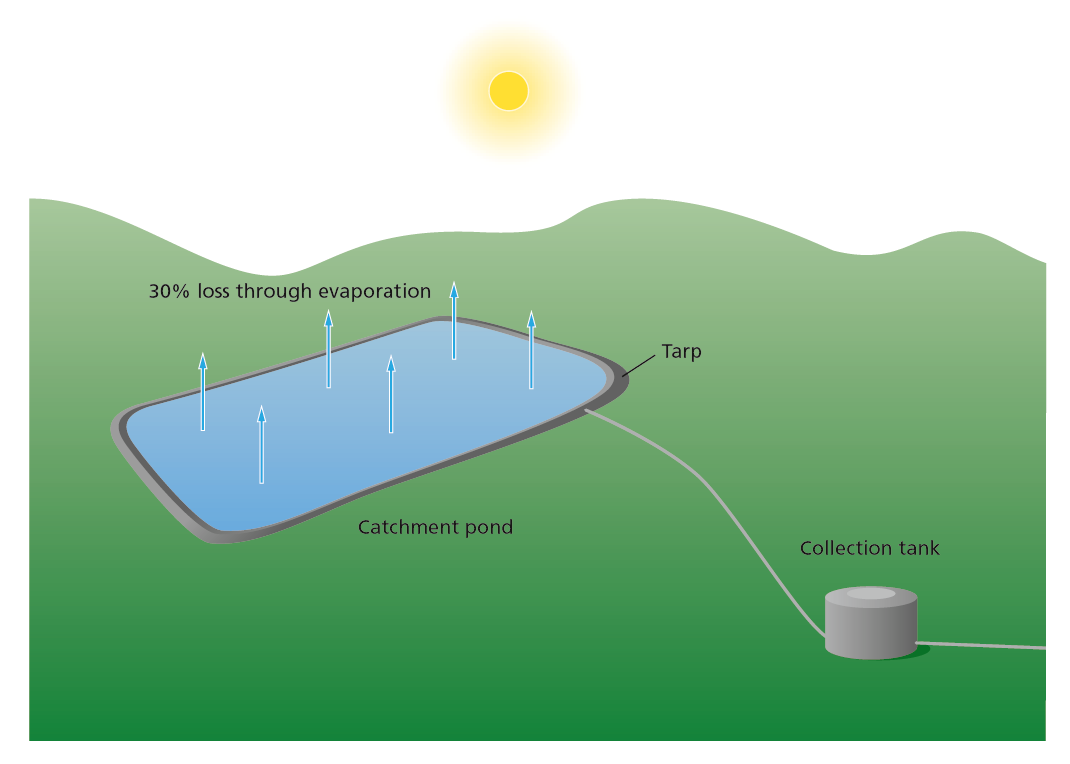 30% loss through evaporation
Tarp
Catchment pond
Collection tank